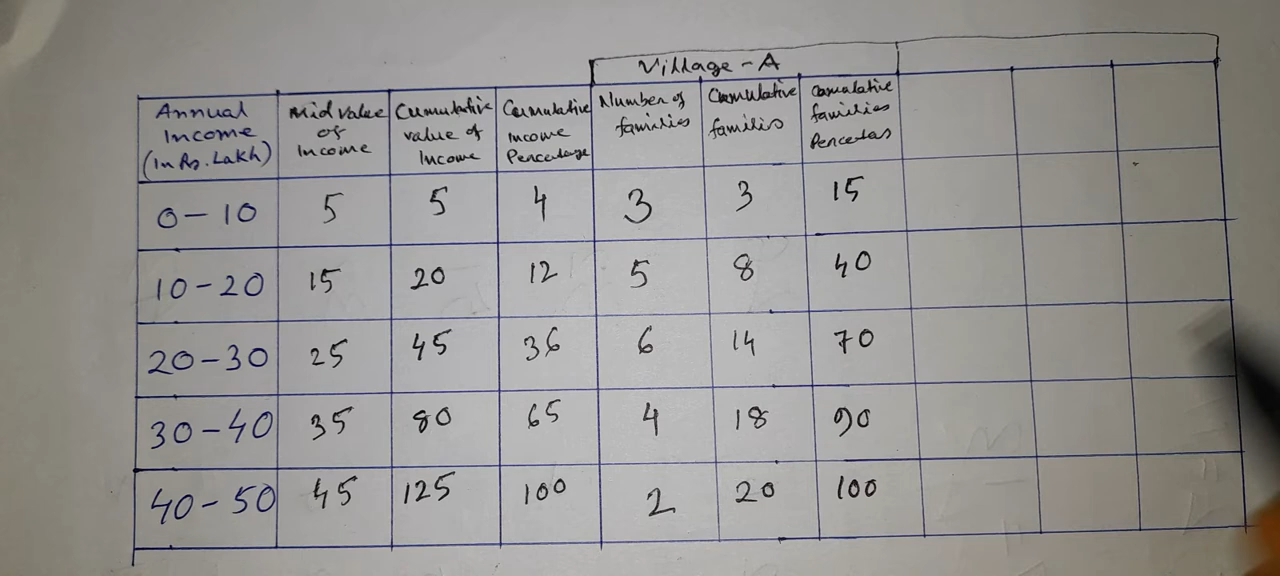 Village - A
Annual Income (In Rs. Lakh) Mid value of Income Cumulative value of Income Cumulative Income Percentage Number of families Cumulative familis Camalative families Percentas
0-10 5 5 4 3 3 15
10-20 15 20 12 5 8 40
20-30 25 45 36 6 14 70
30-40 35 80 65 4 18 90
40-50 45 125 100 2 20 100